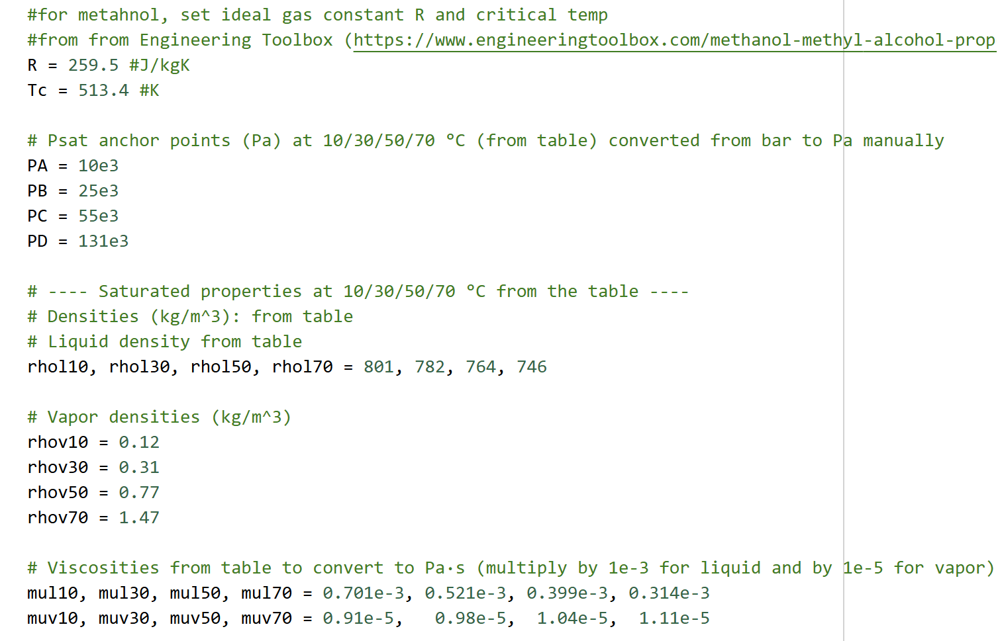 #for metahnol, set ideal gas constant R and critical temp
#from from Engineering Toolbox (https://www.engineeringtoolbox.com/methanol-methyl-alcohol-prop
R = 259.5 #J/kgK
Tc = 513.4 #K
# Psat anchor points (Pa) at 10/30/50/70 °C (from table) converted from bar to Pa manually
PA = 10e3
PB = 25e3
PC = 55e3
PD = 131e3
# ---- Saturated properties at 10/30/50/70 °C from the table ----
# Densities (kg/m^3): from table
# Liquid density from table
rhol10, rhol30, rhol50, rhol70 = 801, 782, 764, 746
# Vapor densities (kg/m^3)
rhov10 = 0.12
rhov30 = 0.31
rhov50 = 0.77
rhov70 = 1.47
# Viscosities from table to convert to Pa·s (multiply by 1e-3 for liquid and by 1e-5 for vapor)
mul10, mul30, mul50, mul70 = 0.701e-3, 0.521e-3, 0.399e-3, 0.314e-3
muv10, muv30, muv50, muv70 = 0.91e-5,   0.98e-5,  1.04e-5,  1.11e-5